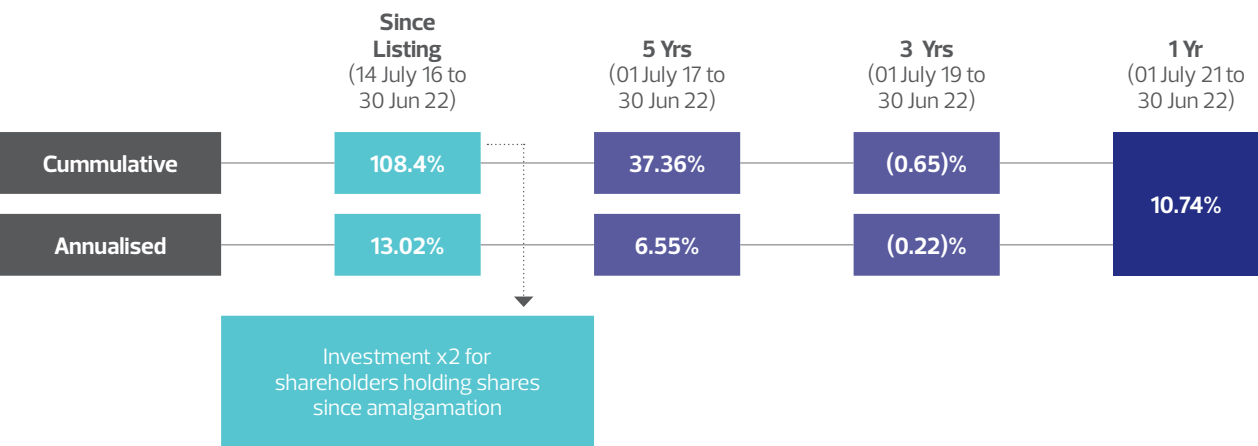 Since
Listing
(14 July 16 to
30 Jun 22)
5 Yrs
(01 July 17 to
30 Jun 22)
3 Yrs
(01 July 19 to
30 Jun 22)
1 Yr
(01 July 21 to
30 Jun 22)
Cummulative
108.4%
37.36%
(0.65)%
10.74%
Annualised
13.02%
6.55%
(0.22)%
Investment x2 for
shareholders holding shares
since amalgamation